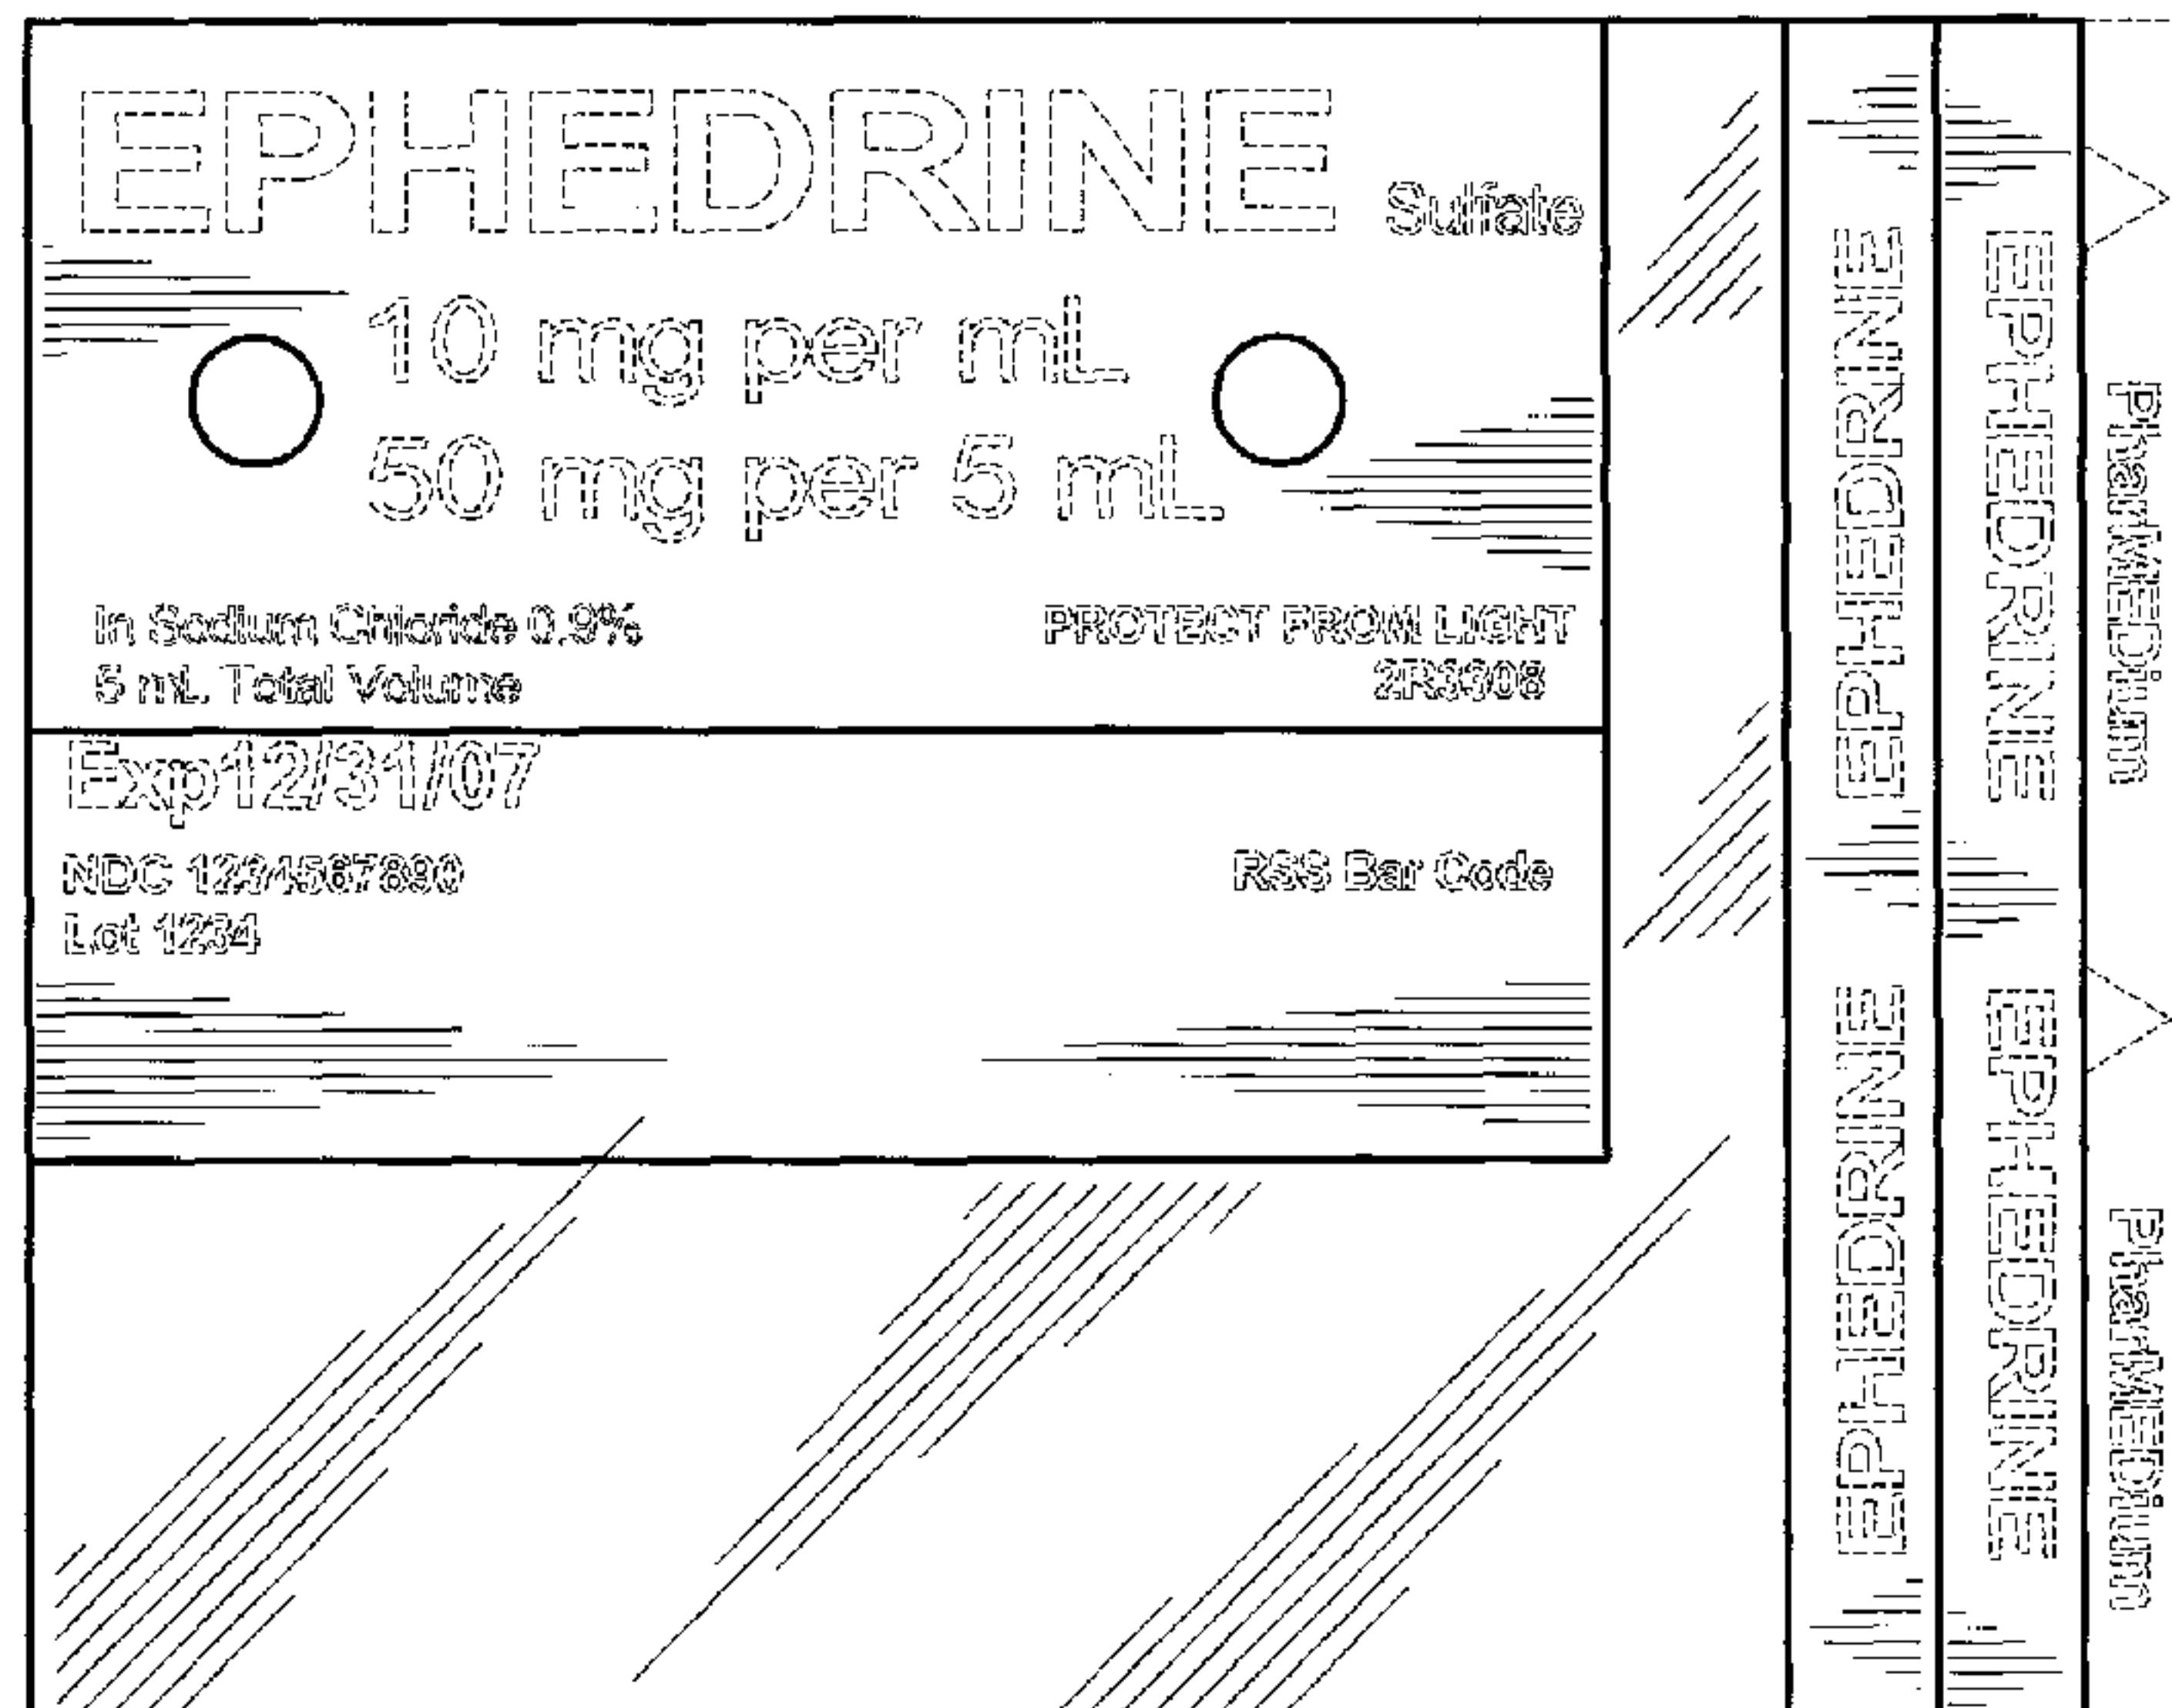 EPHEDRINE Sulfate
10 mg per mL
50 mg per 5 mL
In Sodium Chloride 0.9%
5 mL Total Volume
PROTECT FROM LIGHT
2R3308
Exp12/31/07
NDC 1234567890
Lot 1234
RSS Bar Code
EPHEDRINE
EPHEDRINE
EPHEDRINE
EPHEDRINE
PharMEDium
PharMEDium